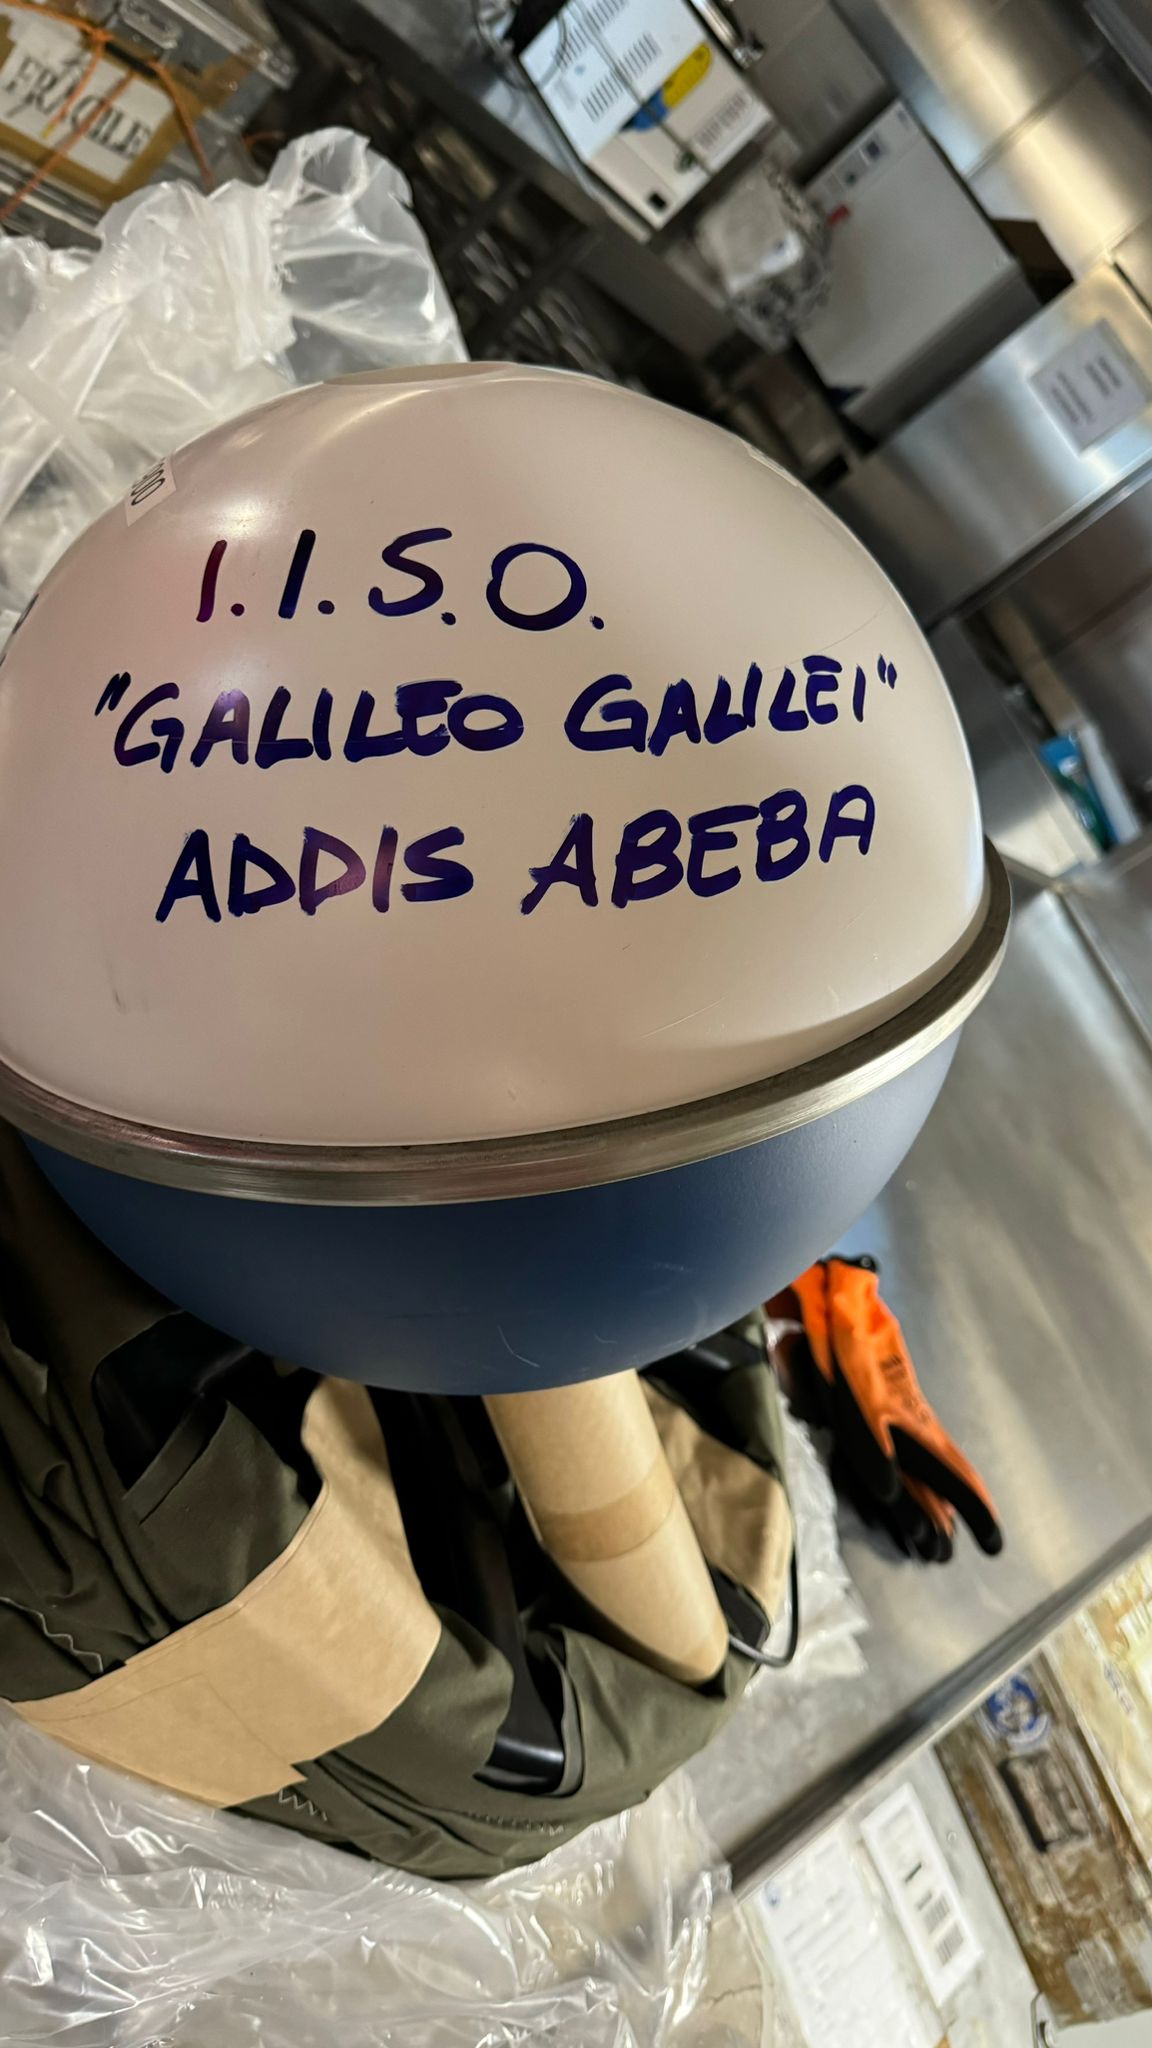 FRAGILE
I.I.S.O.
"GALILEO GALILEI"
ADDIS ABEBA